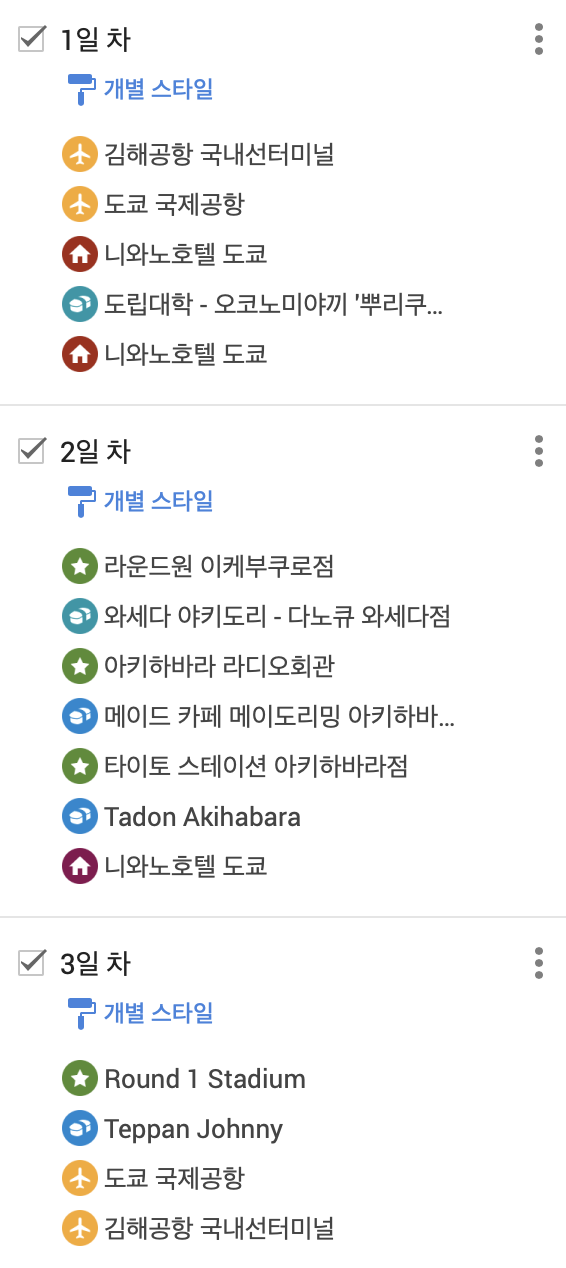 1일 차
개별 스타일
김해공항 국내선터미널
도쿄 국제공항
니와노호텔 도쿄
도립대학 - 오코노미야끼 '뿌리쿠...
니와노호텔 도쿄
2일 차
개별 스타일
라운드원 이케부쿠로점
와세다 야키도리 - 다노큐 와세다점
아키하바라 라디오회관
메이드 카페 메이도리밍 아키하바...
타이토 스테이션 아키하바라점
Tadon Akihabara
니와노호텔 도쿄
3일 차
개별 스타일
Round 1 Stadium
Teppan Johnny
도쿄 국제공항
김해공항 국내선터미널